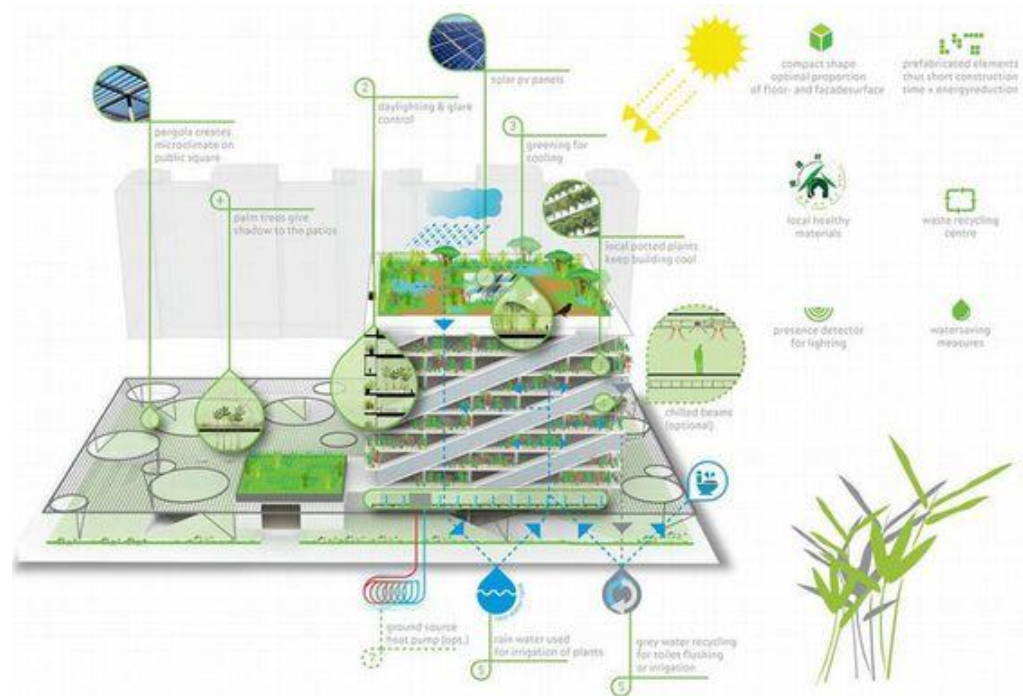 solar pv panels
2
daylighting & glare
control
pergola creates
microclimate on
public square
3
greening for
cooling
+
palm trees give
shadow to the patios
local potted plants
keep building cool
chilled beams
(optional)
ground source
heat pump (opt.)
rain water used
for irrigation of plants
5
grey water recycling
for toilet flushing
or irrigation
5
compact shape
optimal proportion
of floor- and facadesurface
prefabricated elements
thus short construction
time + energyreduction
local healthy
materials
waste recycling
centre
presence detector
for lighting
watersaving
measures